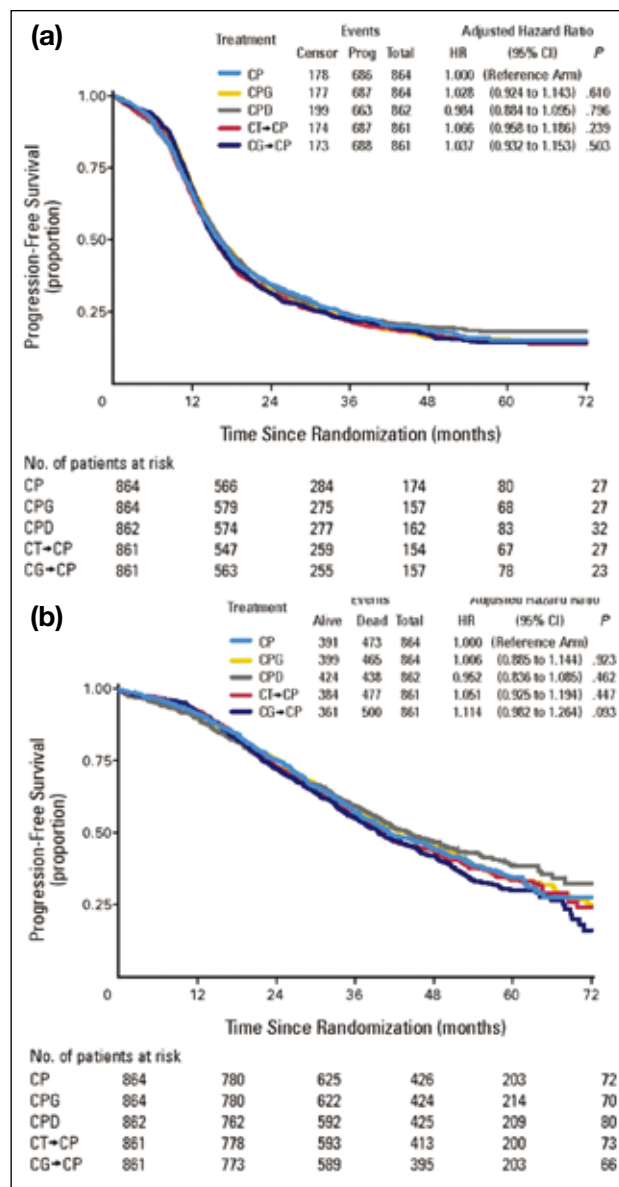 (a)
Events Adjusted Hazard Ratio
Treatment Censor Prog Total HR (95% CI) P
CP 178 686 864 1.000 (Reference Arm)
CPG 177 687 864 1.028 (0.924 to 1.143) .610
CPD 199 663 862 0.984 (0.884 to 1.095) .796
CT→CP 174 687 861 1.066 (0.958 to 1.186) .239
CG→CP 173 688 861 1.037 (0.932 to 1.153) .503
Progression-Free Survival
(proportion)
1.00
0.75
0.50
0.25
0 12 24 36 48 60 72
Time Since Randomization (months)
No. of patients at risk
CP 864 566 284 174 80 27
CPG 864 579 275 157 68 27
CPD 862 574 277 162 83 32
CT→CP 861 547 259 154 67 27
CG→CP 861 563 255 157 78 23
(b)
Events Adjusted Hazard Ratio
Treatment Alive Dead Total HR (95% CI) P
CP 391 473 864 1.000 (Reference Arm)
CPG 399 465 864 1.006 (0.885 to 1.144) .923
CPD 424 438 862 0.952 (0.836 to 1.085) .462
CT→CP 384 477 861 1.051 (0.925 to 1.194) .447
CG→CP 361 500 861 1.114 (0.982 to 1.264) .093
Progression-Free Survival
(proportion)
1.00
0.75
0.50
0.25
0 12 24 36 48 60 72
Time Since Randomization (months)
No. of patients at risk
CP 864 780 625 426 203 72
CPG 864 780 622 424 214 70
CPD 862 762 592 425 209 80
CT→CP 861 778 593 413 200 73
CG→CP 861 773 589 395 203 66